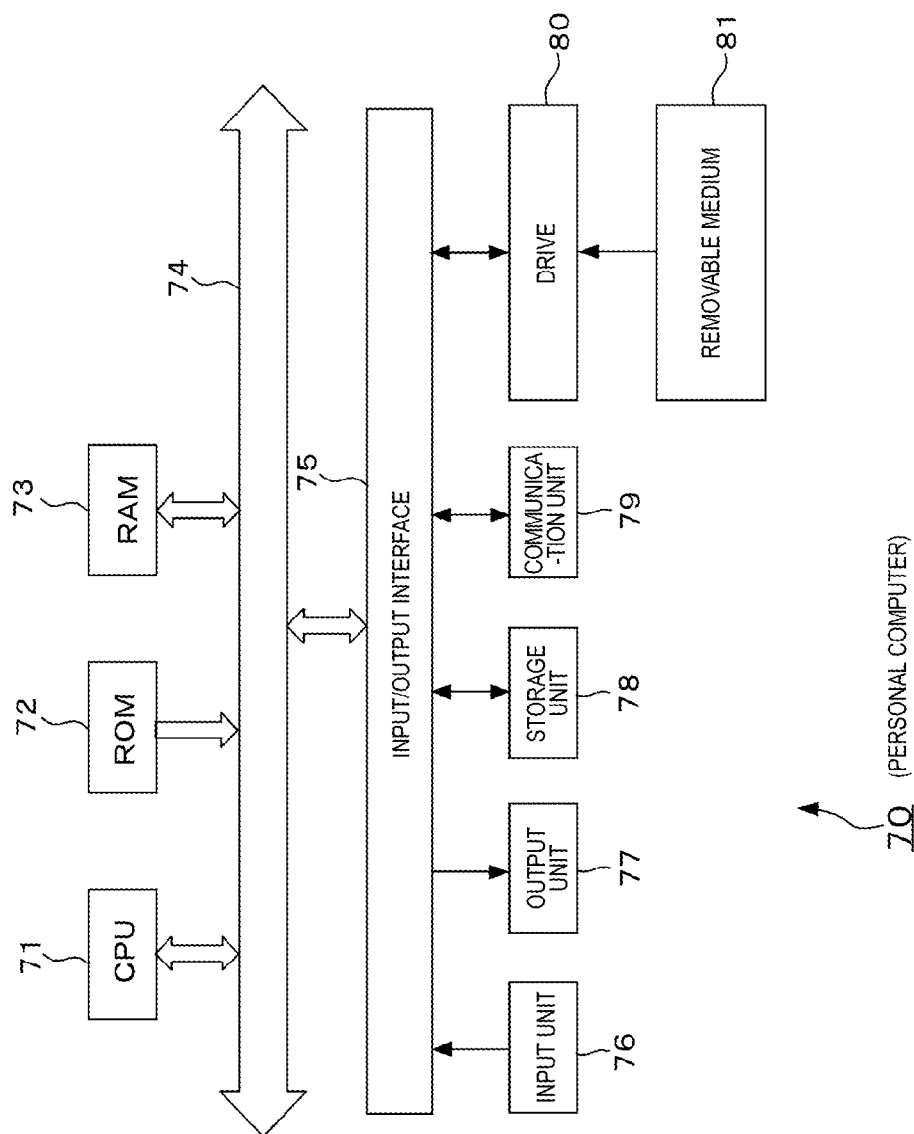 71
CPU
72
ROM
73
RAM
74
75
INPUT/OUTPUT INTERFACE
INPUT UNIT
76
OUTPUT
UNIT
77
STORAGE
UNIT
78
COMMUNICA
-TION UNIT
79
DRIVE
80
REMOVABLE MEDIUM
81
70 (PERSONAL COMPUTER)